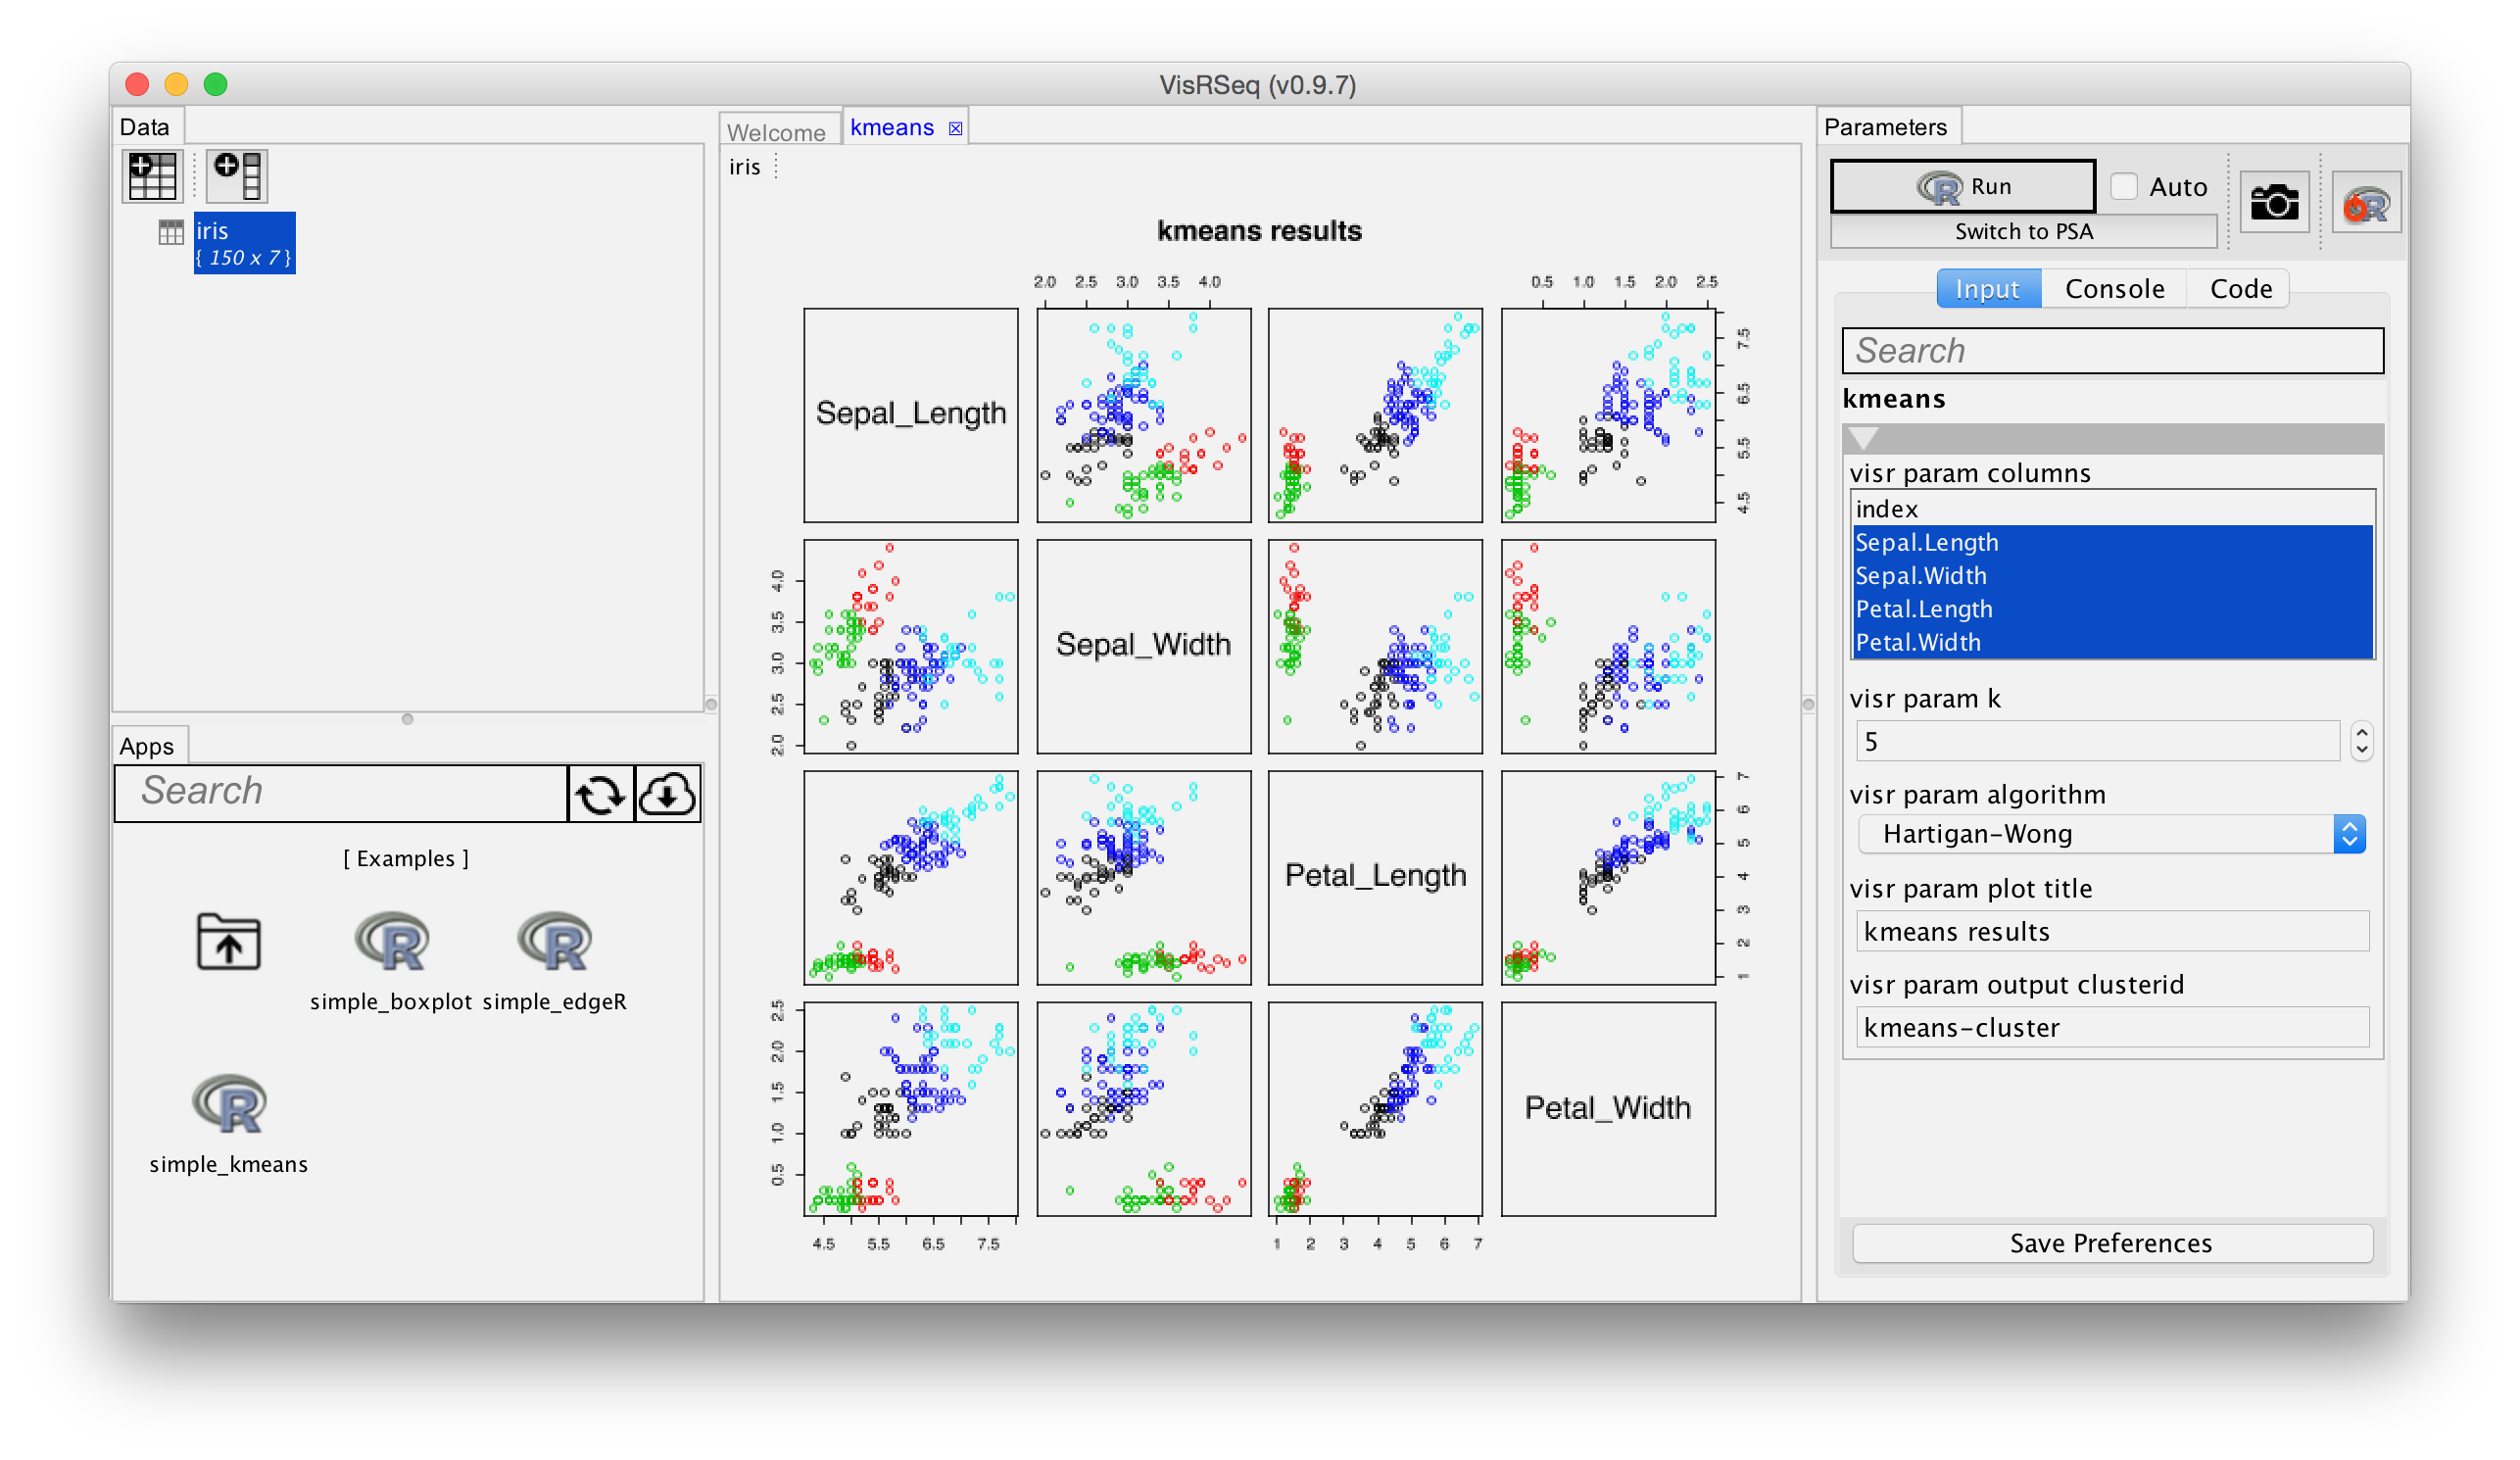 VisRSeq (v0.9.7)
Data
iris
{ 150 x 7 }
Apps
Search
[ Examples ]
simple_boxplot simple_edgeR
simple_kmeans
Welcome kmeans
iris
kmeans results
2.0 2.5 3.0 3.5 4.0 0.5 1.0 1.5 2.0 2.5
Sepal_Length
4.5 5.5 6.5 7.5
2.0 2.5 3.0 3.5 4.0
Sepal_Width
Petal_Length
1 2 3 4 5 6 7
0.5 1.0 1.5 2.0 2.5
Petal_Width
4.5 5.5 6.5 7.5 1 2 3 4 5 6 7
Parameters
R Run Auto
Switch to PSA
Input Console Code
Search
kmeans
visr param columns
index
Sepal.Length
Sepal.Width
Petal.Length
Petal.Width
visr param k
5
visr param algorithm
Hartigan-Wong
visr param plot title
kmeans results
visr param output clusterid
kmeans-cluster
Save Preferences